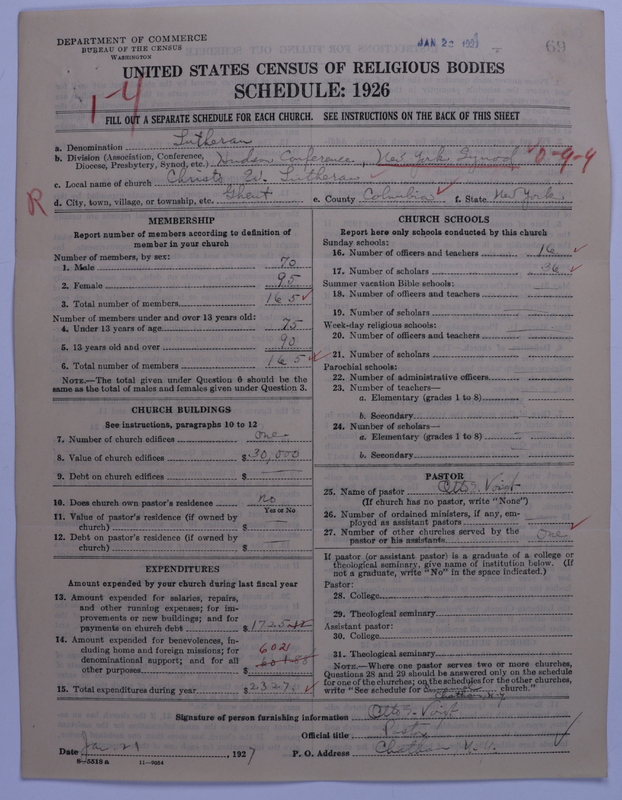 DEPARTMENT OF COMMERCE
BUREAU OF THE CENSUS
WASHINGTON
JAN 22 1927
69
UNITED STATES CENSUS OF RELIGIOUS BODIES
SCHEDULE: 1926
1-4
FILL OUT A SEPARATE SCHEDULE FOR EACH CHURCH. SEE INSTRUCTIONS ON THE BACK OF THIS SHEET
a. Denomination Lutheran
b. Division (Association, Conference, Diocese, Presbytery, Synod, etc.) Hudson Conference, New York Synod 0-9-4
c. Local name of church Christ Ev. Lutheran
R
d. City, town, village, or township, etc. Ghent e. County Columbia f. State New York.
MEMBERSHIP
Report number of members according to definition of
member in your church
Number of members, by sex:
1. Male 70
2. Female 95
3. Total number of members 165
Number of members under and over 13 years old:
4. Under 13 years of age 75
5. 13 years old and over 90
6. Total number of members 165
NOTE.—The total given under Question 6 should be the
same as the total of males and females given under Question 3.
CHURCH BUILDINGS
See instructions, paragraphs 10 to 12
7. Number of church edifices one
8. Value of church edifices $ 30,000
9. Debt on church edifices $
10. Does church own pastor's residence no
Yes or No
11. Value of pastor's residence (if owned by
church) $
12. Debt on pastor's residence (if owned by
church) $
EXPENDITURES
Amount expended by your church during last fiscal year
13. Amount expended for salaries, repairs,
and other running expenses; for im-
provements or new buildings; and for
payments on church debt $ 1725
14. Amount expended for benevolences, in-
cluding home and foreign missions; for
denominational support; and for all
other purposes $ 602
15. Total expenditures during year $ 2327
CHURCH SCHOOLS
Report here only schools conducted by this church
Sunday schools:
16. Number of officers and teachers 16
17. Number of scholars 36
Summer vacation Bible schools:
18. Number of officers and teachers
19. Number of scholars
Week-day religious schools:
20. Number of officers and teachers
21. Number of scholars
Parochial schools:
22. Number of administrative officers
23. Number of teachers—
a. Elementary (grades 1 to 8)
b. Secondary
24. Number of scholars—
a. Elementary (grades 1 to 8)
b. Secondary
PASTOR
25. Name of pastor Otto S. Voigt
(If church has no pastor, write "None")
26. Number of ordained ministers, if any, em-
ployed as assistant pastors
27. Number of other churches served by the
pastor or his assistants one
If pastor (or assistant pastor) is a graduate of a college or
theological seminary, give name of institution below. (If
not a graduate, write "No" in the space indicated.)
Pastor:
28. College
29. Theological seminary
Assistant pastor:
30. College
31. Theological seminary
NOTE.—Where one pastor serves two or more churches,
Questions 28 and 29 should be answered only on the schedule
for one of the churches; on the schedules for the other churches,
write "See schedule for church."
Chatham N.Y.
Signature of person furnishing information Otto S. Voigt
Official title Pastor
Date Jan 21, 1927 P. O. Address Chatham N.Y.
8-5518a 11-9064